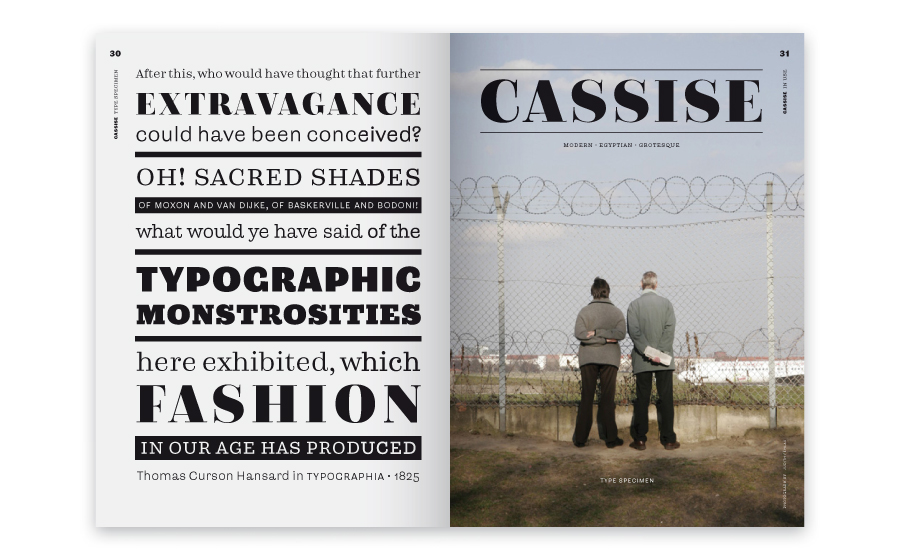 30
CASSISE TYPE SPECIMEN
After this, who would have thought that further
EXTRAVAGANCE
could have been conceived?
OH! SACRED SHADES
OF MOXON AND VAN DIJKE, OF BASKERVILLE AND BODONI!
what would ye have said of the
TYPOGRAPHIC
MONSTROSITIES
here exhibited, which
FASHION
IN OUR AGE HAS PRODUCED
Thomas Curson Hansard in TYPOGRAPHIA • 1825
31
CASSISE IN USE
CASSISE
MODERN • EGYPTIAN • GROTESQUE
TYPE SPECIMEN